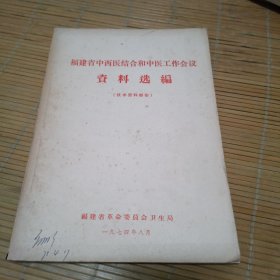 福建省中西医结合和中医工作会议
資料选编
福建省革命委员会卫生局
一九七四年八月